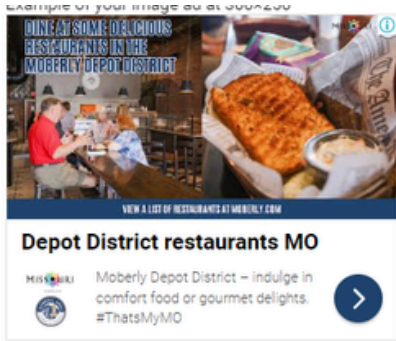 Example of your image ad at 300×250
DINE AT SOME DELICIOUS
RESTAURANTS IN THE
MOBERLY DEPOT DISTRICT
The Ame
VIEW A LIST OF RESTAURANTS AT MOBERLY.COM
Depot District restaurants MO
MISSOURI
Moberly Depot District – indulge in
comfort food or gourmet delights.
#ThatsMyMO